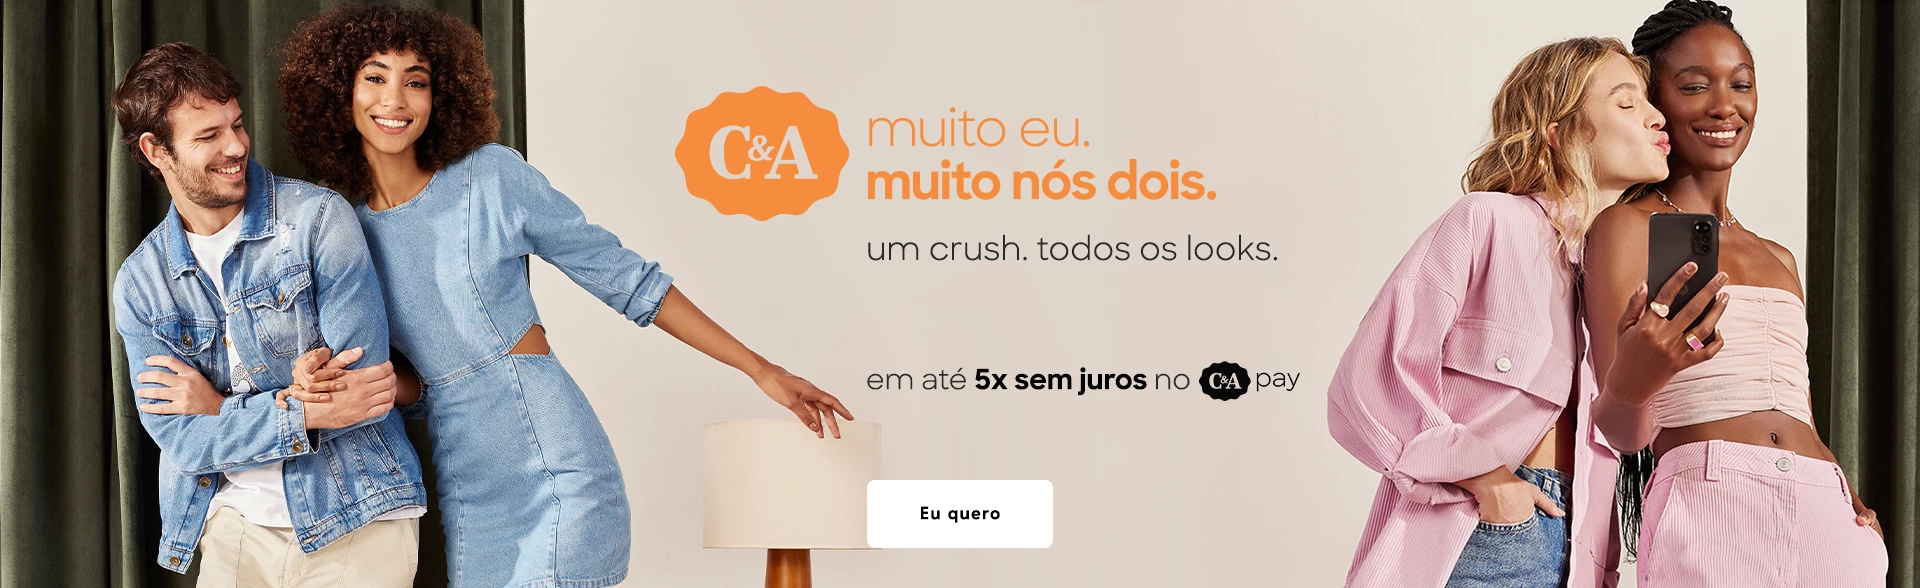 C&A
muito eu.
muito nós dois.
um crush. todos os looks.
em até 5x sem juros no C&A pay
Eu quero